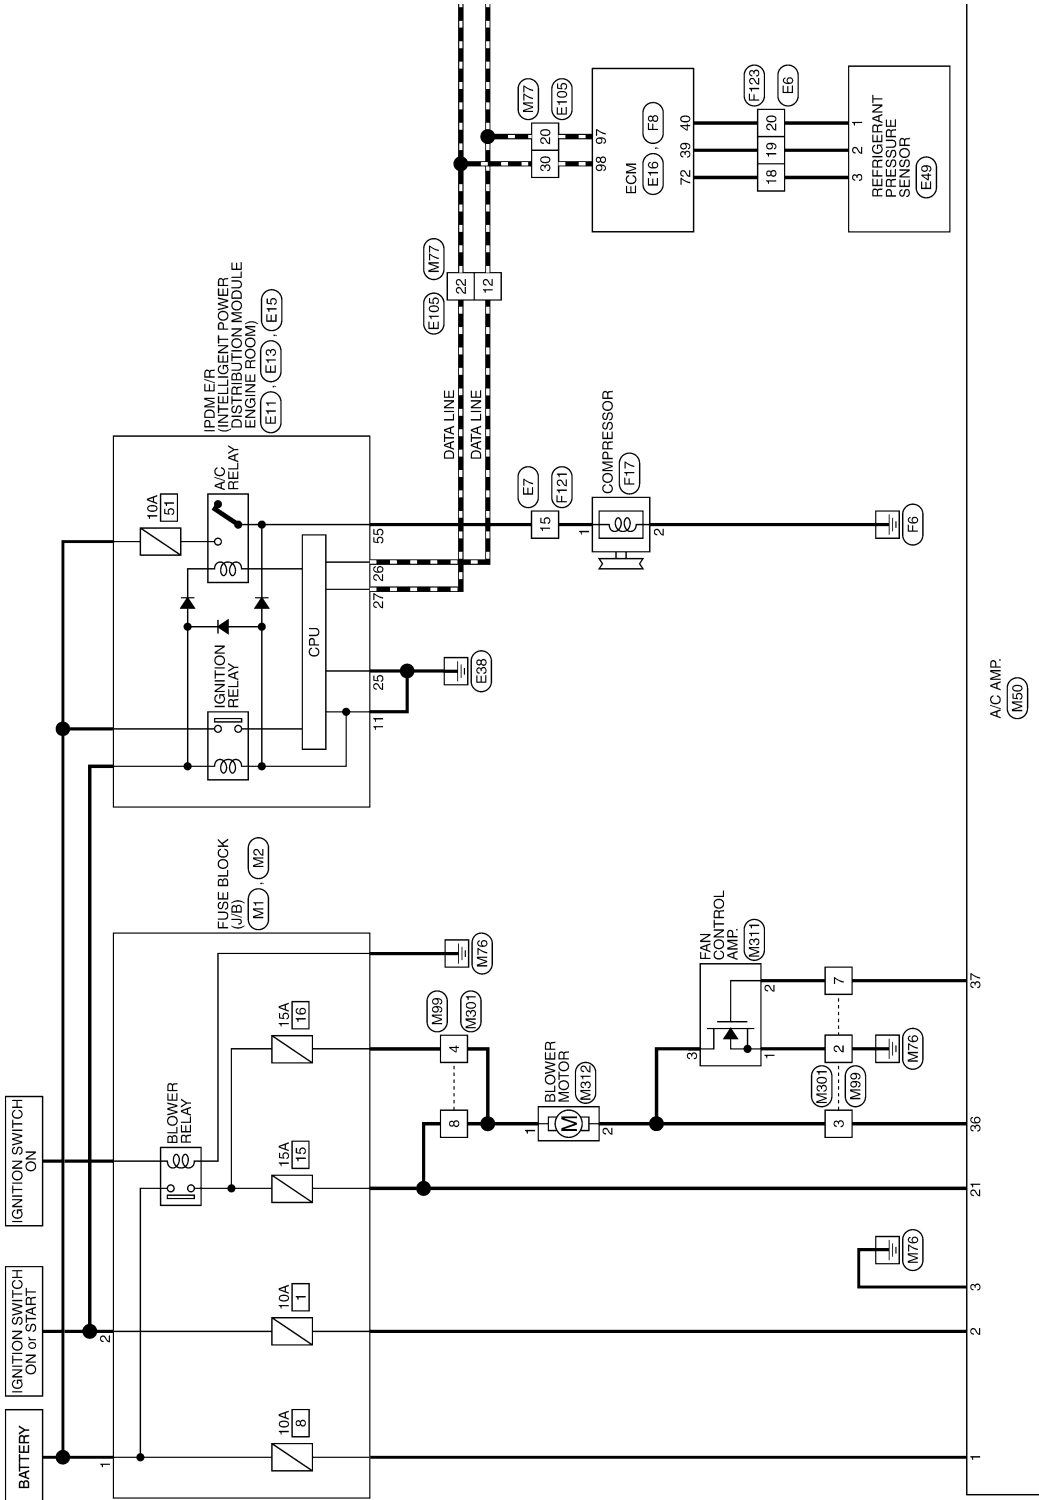 BATTERY
IGNITION SWITCH
ON or START
IGNITION SWITCH
ON
1
2
10A
8
10A
1
BLOWER
RELAY
15A
15
15A
16
FUSE BLOCK
(J/B)
M1 , M2
M76
IPDM E/R
(INTELLIGENT POWER
DISTRIBUTION MODULE
ENGINE ROOM)
E11 , E13 , E15
IGNITION
RELAY
10A
51
A/C
RELAY
CPU
11
25
27
26
55
E38
DATA LINE
DATA LINE
E105
M77
22
12
M77
E105
30
20
98
97
ECM
E16 , F8
72
39
40
F123
E6
18
19
20
3
2
1
REFRIGERANT
PRESSURE
SENSOR
E49
E7
F121
15
COMPRESSOR
F17
1
2
F6
M99
M301
8
4
BLOWER
MOTOR
M312
1
M
2
FAN
CONTROL
AMP.
M311
3
1
2
M301
M99
3
2
7
M76
M76
1
2
3
21
36
37
A/C AMP.
M50